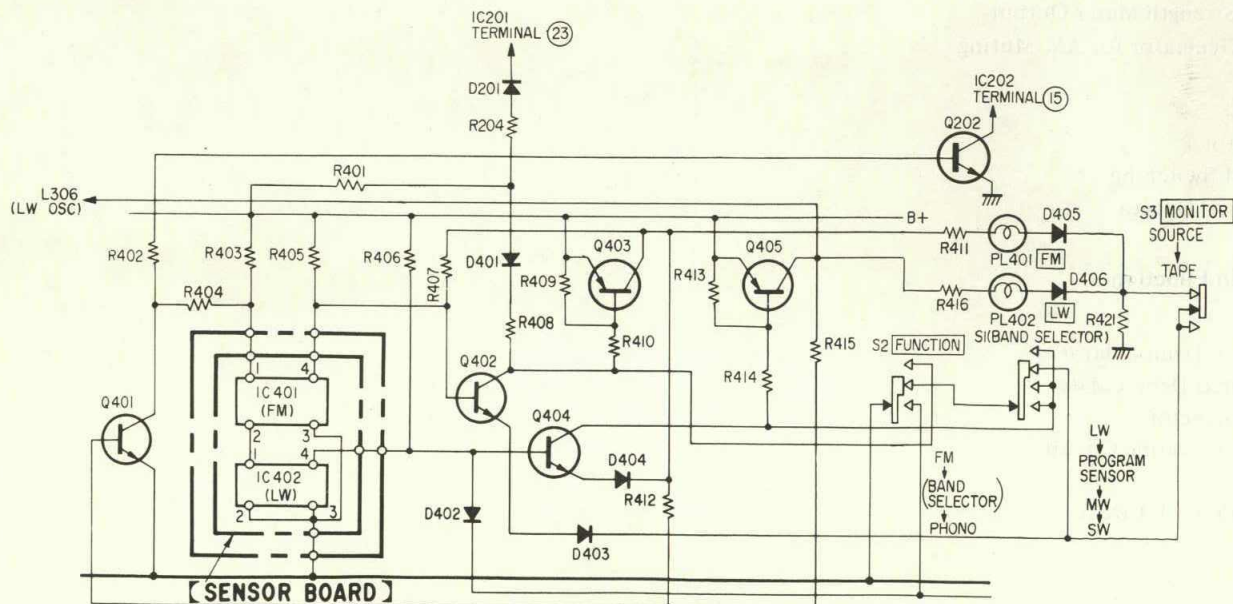 Strength Meter Output
IC201
TERMINAL 23
D201
R204
IC202
TERMINAL 15
Q202
R401
L306
(LW OSC)
B+
S3 MONITOR
SOURCE
TAPE
R402
R403
R405
R406
R407
D401
R409
Q403
R413
Q405
R411
PL401 FM
D405
R404
R408
R410
R416
PL402 LW
D406
R421
S1(BAND SELECTOR)
S2 FUNCTION
R415
R414
1 4
IC401
(FM)
2 3
Q401
Q402
1 4
IC402
(LW)
2 3
Q404
D404
R412
D402
D403
FM
(BAND
SELECTOR)
PHONO
LW
PROGRAM
SENSOR
MW
SW
[SENSOR BOARD]